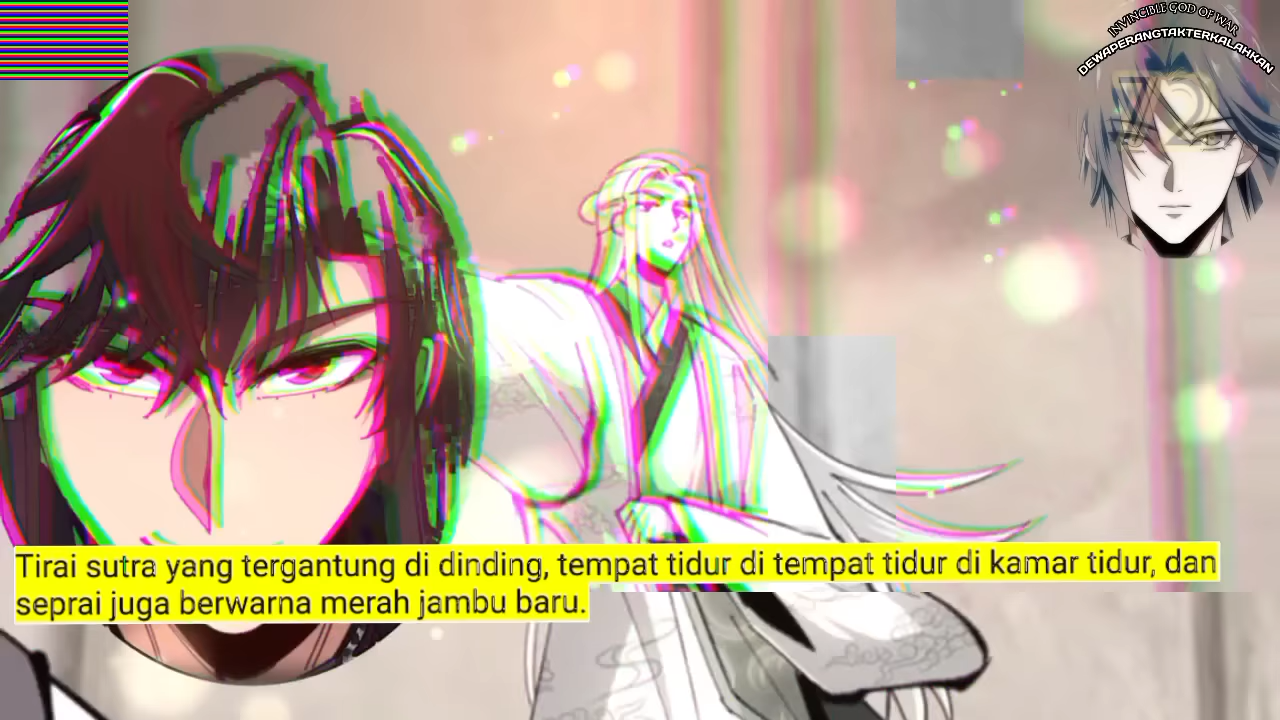 INVINCIBLE GOD OF WAR
DEWAPERANGTAKTERKALAHKAN
Tirai sutra yang tergantung di dinding, tempat tidur di tempat tidur di kamar tidur, dan
seprai juga berwarna merah jambu baru.